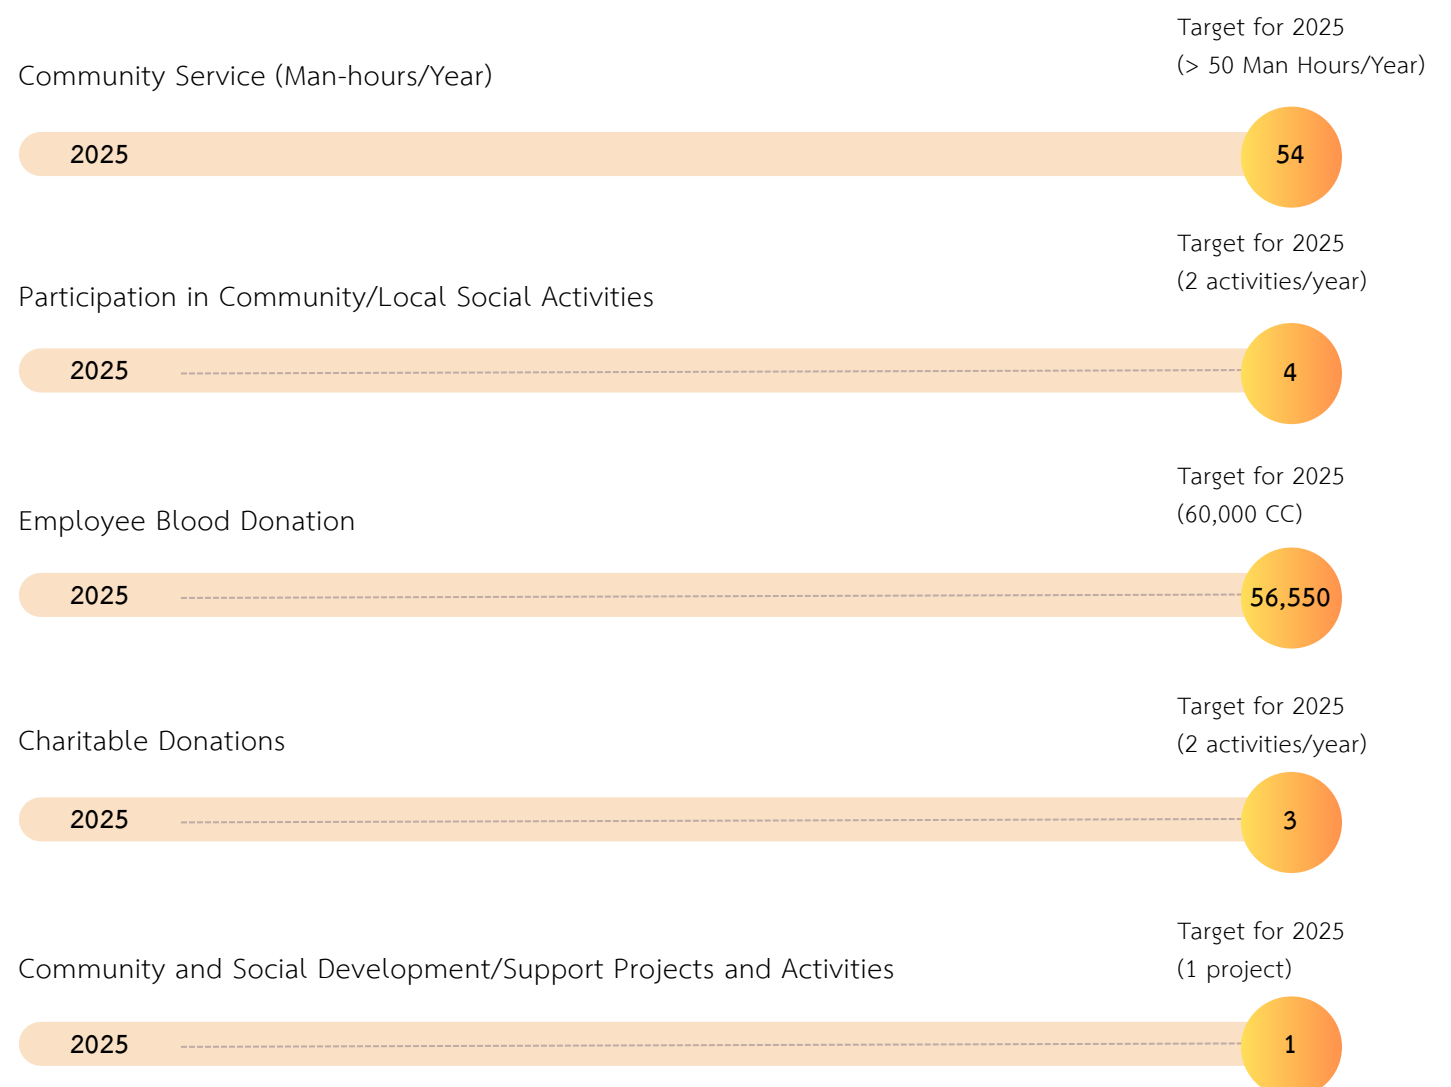 Target for 2025
(> 50 Man Hours/Year)
Community Service (Man-hours/Year)
2025
54
Target for 2025
(2 activities/year)
Participation in Community/Local Social Activities
2025
4
Target for 2025
(60,000 CC)
Employee Blood Donation
2025
56,550
Target for 2025
(2 activities/year)
Charitable Donations
2025
3
Target for 2025
(1 project)
Community and Social Development/Support Projects and Activities
2025
1